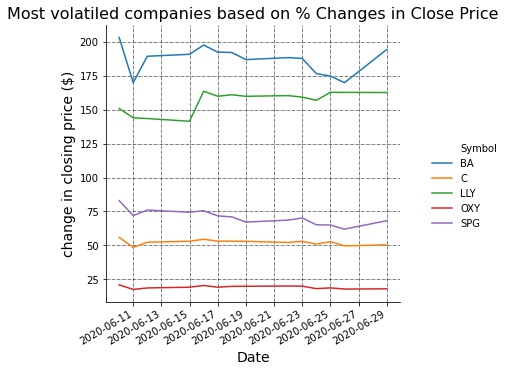 Most volatiled companies based on % Changes in Close Price
change in closing price ($)
200
175
150
125
100
75
50
25
Symbol
BA
C
LLY
OXY
SPG
2020-06-11
2020-06-13
2020-06-15
2020-06-17
2020-06-19
2020-06-21
2020-06-23
2020-06-25
2020-06-27
2020-06-29
Date